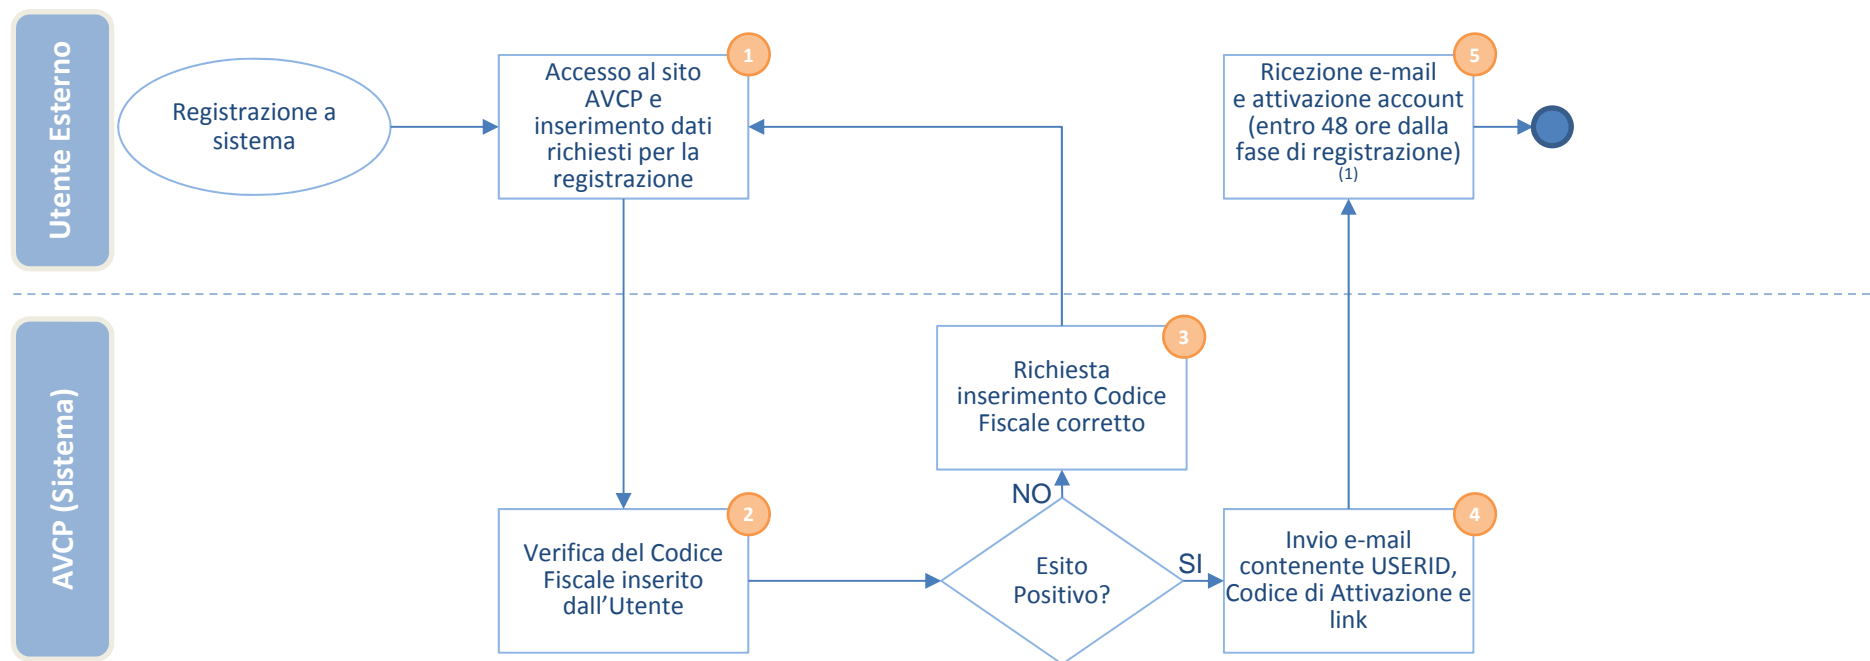 Utente Esterno
Registrazione a
sistema
1
Accesso al sito
AVCP e
inserimento dati
richiesti per la
registrazione
5
Ricezione e-mail
e attivazione account
(entro 48 ore dalla
fase di registrazione)
(1)
AVCP (Sistema)
3
Richiesta
inserimento Codice
Fiscale corretto
NO
2
Verifica del Codice
Fiscale inserito
dall’Utente
Esito
Positivo?
SI
4
Invio e-mail
contenente USERID,
Codice di Attivazione e
link